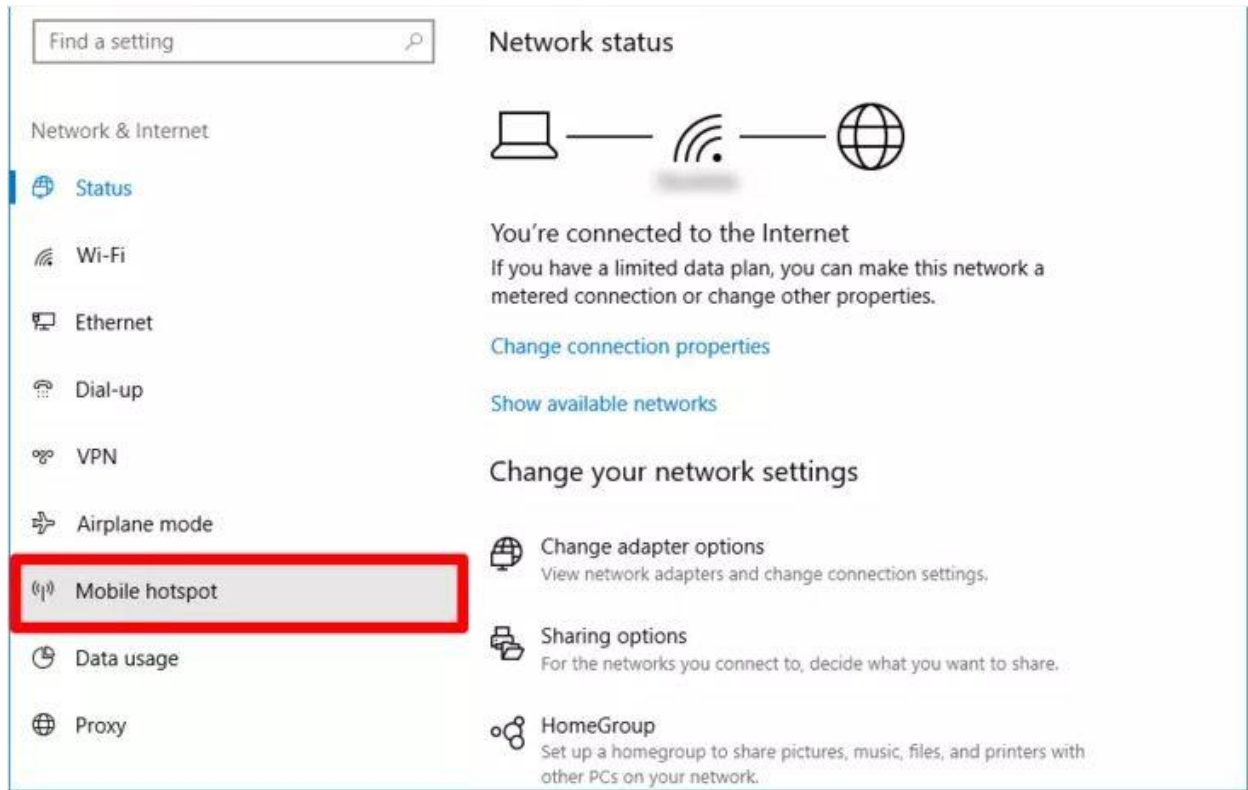 Find a setting
Network & Internet
Status
Wi-Fi
Ethernet
Dial-up
VPN
Airplane mode
Mobile hotspot
Data usage
Proxy
Network status
You're connected to the Internet
If you have a limited data plan, you can make this network a
metered connection or change other properties.
Change connection properties
Show available networks
Change your network settings
Change adapter options
View network adapters and change connection settings.
Sharing options
For the networks you connect to, decide what you want to share.
HomeGroup
Set up a homegroup to share pictures, music, files, and printers with
other PCs on your network.